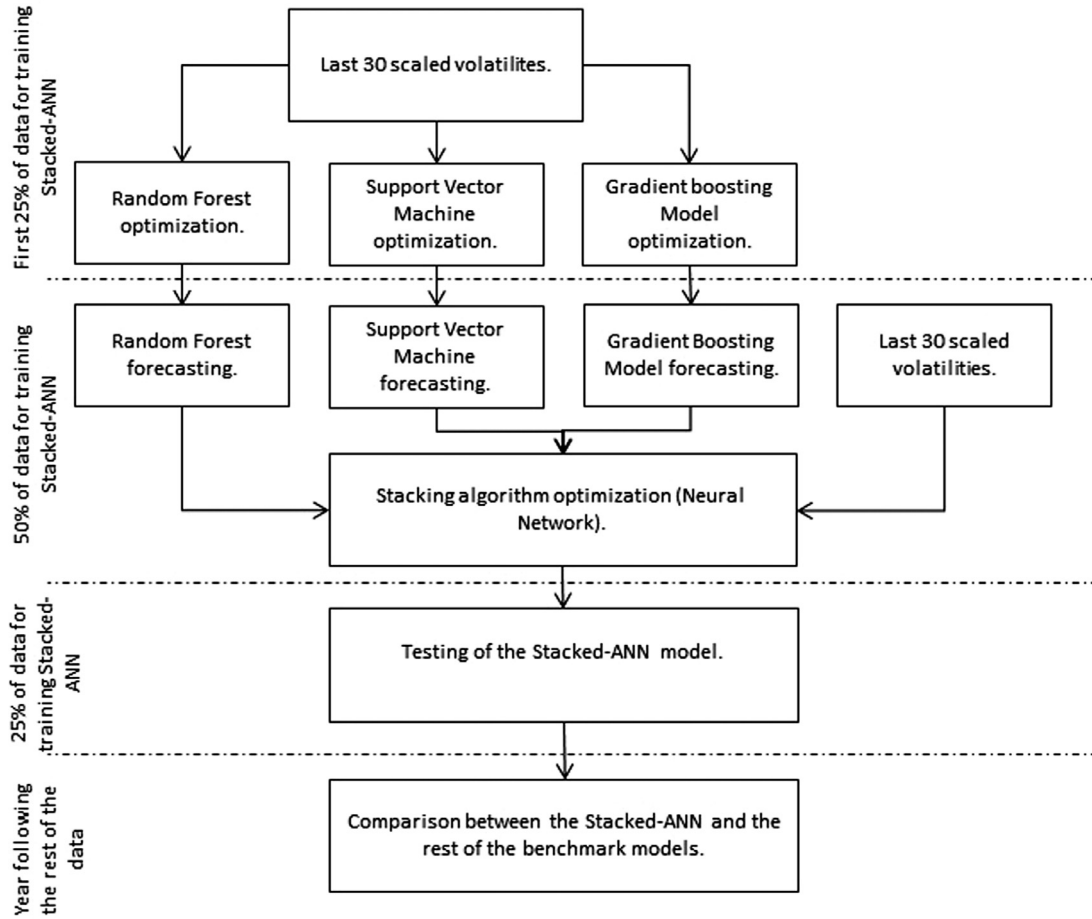 First 25% of data for training
Stacked-ANN
Last 30 scaled volatilites.
Random Forest
optimization.
Support Vector
Machine
optimization.
Gradient boosting
Model
optimization.
50% of data for training
Stacked-ANN
Random Forest
forecasting.
Support Vector
Machine
forecasting.
Gradient Boosting
Model forecasting.
Last 30 scaled
volatilities.
Stacking algorithm optimization (Neural
Network).
25% of data for
training Stacked-
ANN
Testing of the Stacked-ANN model.
Year following
the rest of the
data
Comparison between the Stacked-ANN and the
rest of the benchmark models.